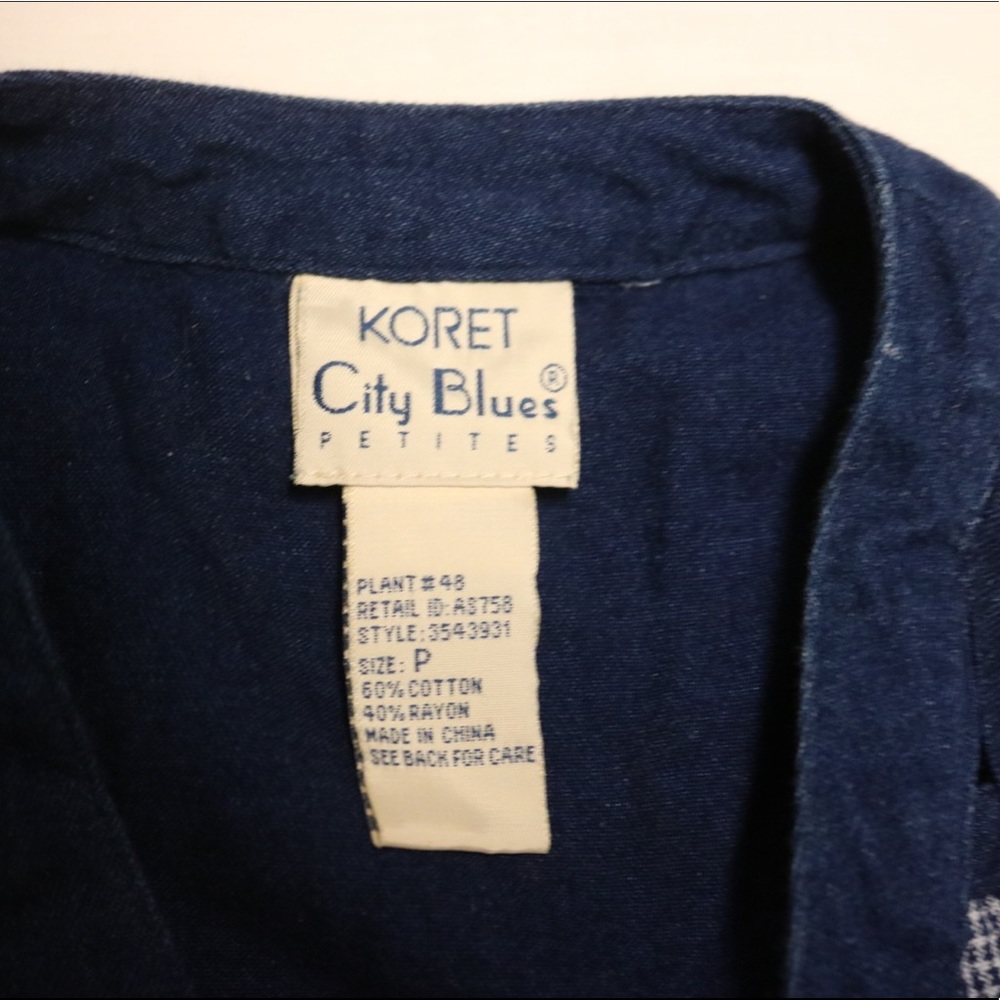 KORET
City Blues®
PETITES
PLANT #48
RETAIL ID: A8758
STYLE: 3543931
SIZE: P
60% COTTON
40% RAYON
MADE IN CHINA
SEE BACK FOR CARE